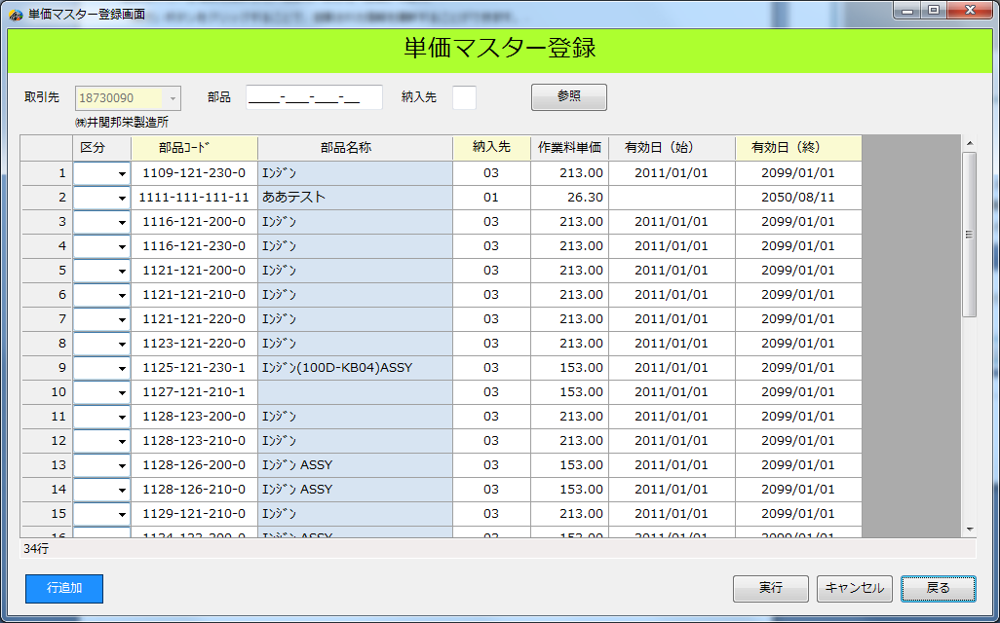 単価マスター登録画面
単価マスター登録
取引先 18730090 部品 _____-___-___-__ 納入先 参照
㈱井関邦栄製造所
区分 部品ｺｰﾄﾞ 部品名称 納入先 作業料単価 有効日（始） 有効日（終）
1 1109-121-230-0 ｴﾝｼﾞﾝ 03 213.00 2011/01/01 2099/01/01
2 1111-111-111-11 ああテスト 01 26.30 2050/08/11
3 1116-121-200-0 ｴﾝｼﾞﾝ 03 213.00 2011/01/01 2099/01/01
4 1116-121-230-0 ｴﾝｼﾞﾝ 03 213.00 2011/01/01 2099/01/01
5 1121-121-200-0 ｴﾝｼﾞﾝ 03 213.00 2011/01/01 2099/01/01
6 1121-121-210-0 ｴﾝｼﾞﾝ 03 213.00 2011/01/01 2099/01/01
7 1121-121-220-0 ｴﾝｼﾞﾝ 03 213.00 2011/01/01 2099/01/01
8 1123-121-220-0 ｴﾝｼﾞﾝ 03 213.00 2011/01/01 2099/01/01
9 1125-121-230-1 ｴﾝｼﾞﾝ(100D-KB04)ASSY 03 153.00 2011/01/01 2099/01/01
10 1127-121-210-1 03 153.00 2011/01/01 2099/01/01
11 1128-123-200-0 ｴﾝｼﾞﾝ 03 213.00 2011/01/01 2099/01/01
12 1128-123-210-0 ｴﾝｼﾞﾝ 03 213.00 2011/01/01 2099/01/01
13 1128-126-200-0 ｴﾝｼﾞﾝ ASSY 03 153.00 2011/01/01 2099/01/01
14 1128-126-210-0 ｴﾝｼﾞﾝ ASSY 03 153.00 2011/01/01 2099/01/01
15 1129-121-210-0 ｴﾝｼﾞﾝ 03 213.00 2011/01/01 2099/01/01
34行
行追加 実行 キャンセル 戻る